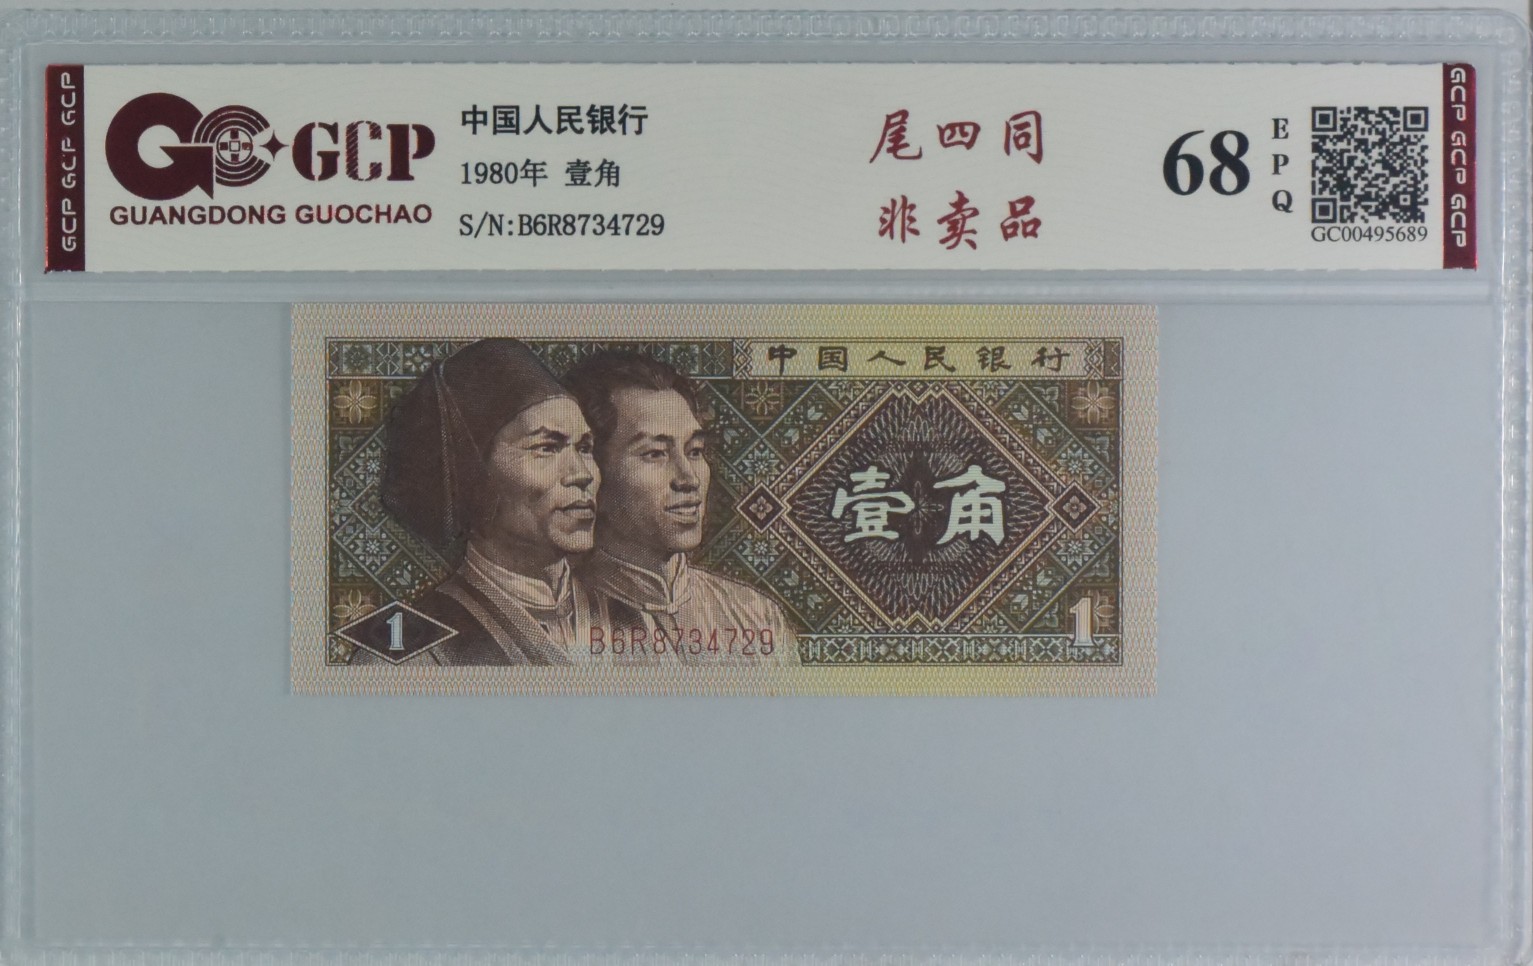 GCP GCP GCP
GCP
GUANGDONG GUOCHAO
中国人民银行
1980年 壹角
S/N:B6R8734729
尾四同
非卖品
68
EPQ
GC00495689
GCP GCP GCP
中国人民银行
壹角
1
B6R8734729
1